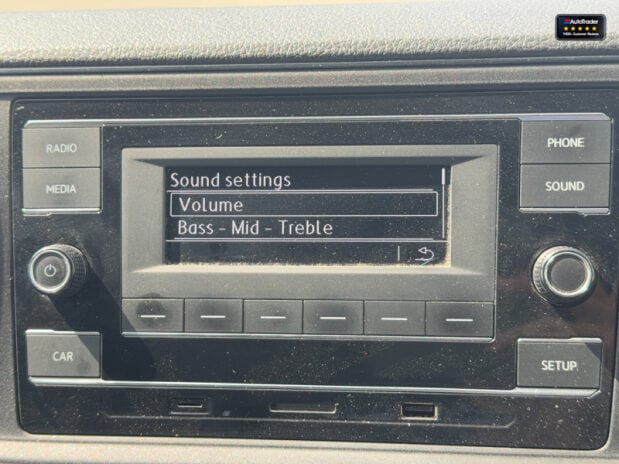 AutoTrader
RADIO
MEDIA
PHONE
SOUND
Sound settings
Volume
Bass - Mid - Treble
CAR
SETUP